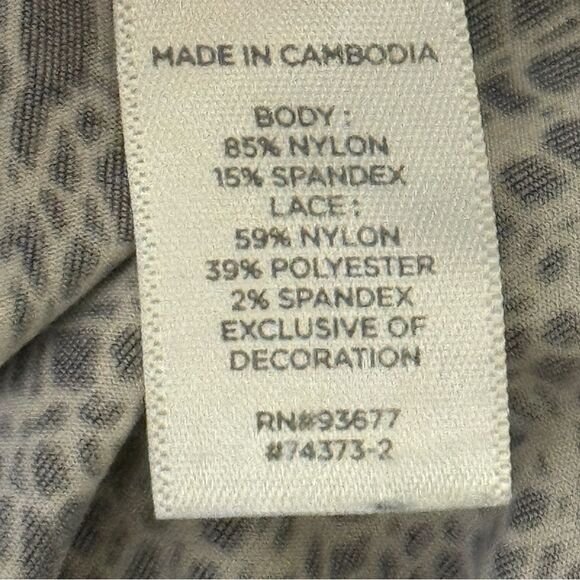 MADE IN CAMBODIA
BODY :
85% NYLON
15% SPANDEX
LACE :
59% NYLON
39% POLYESTER
2% SPANDEX
EXCLUSIVE OF
DECORATION
RN#93677
#74373-2